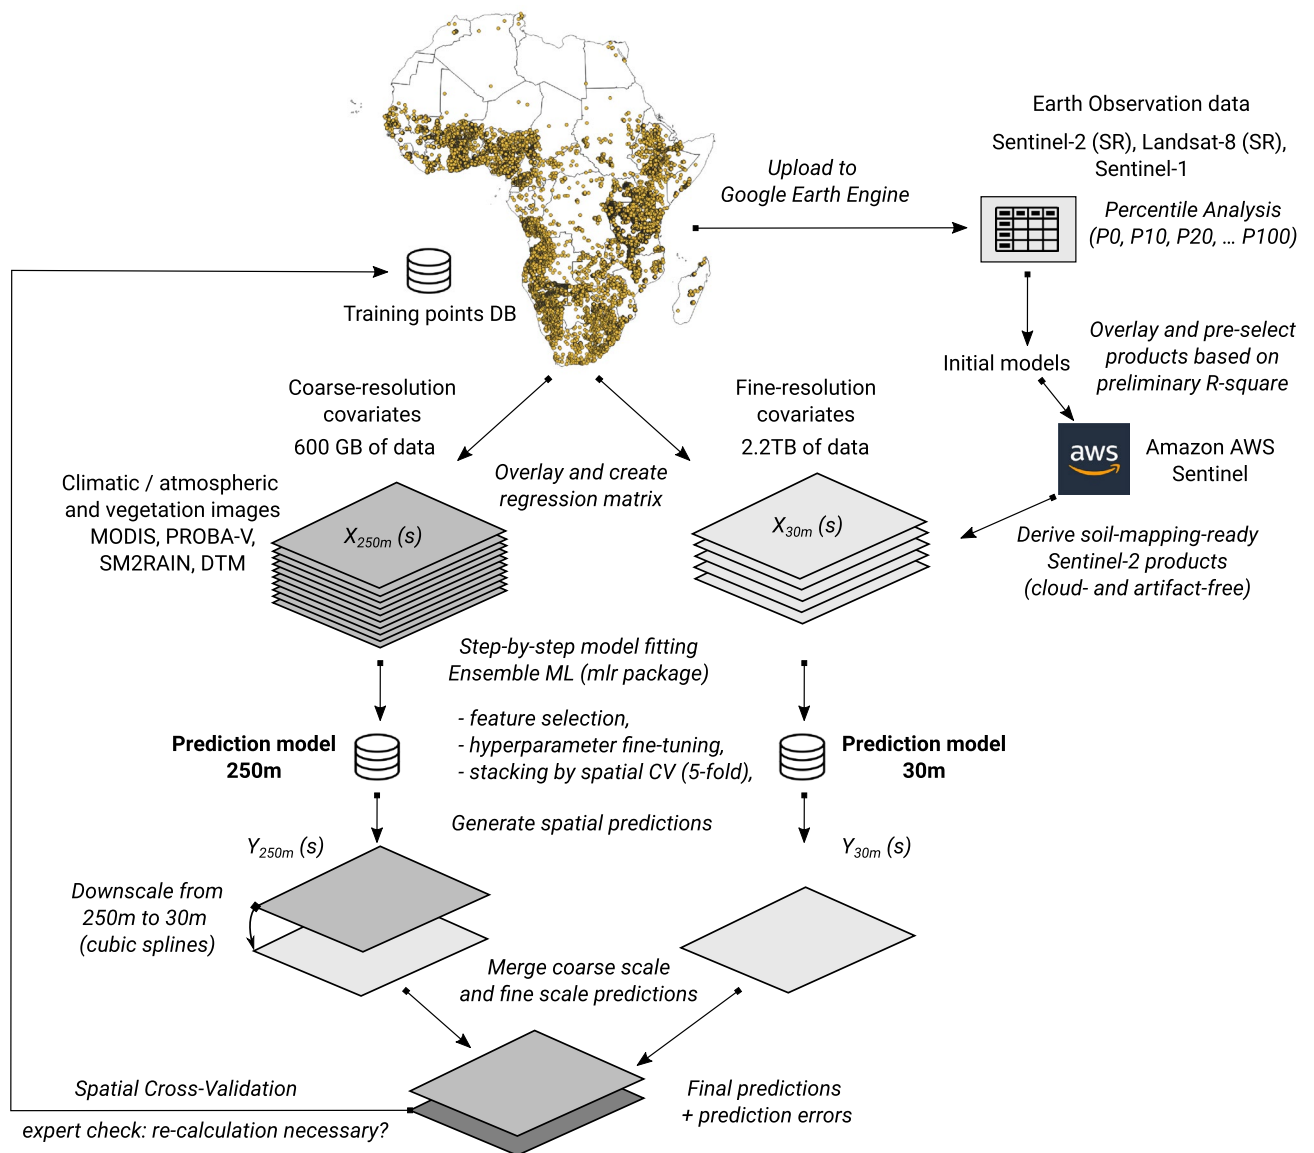 Earth Observation data
Sentinel-2 (SR), Landsat-8 (SR),
Sentinel-1
Upload to
Google Earth Engine
Percentile Analysis
(P0, P10, P20, ... P100)
Training points DB
Overlay and pre-select
products based on
preliminary R-square
Initial models
Coarse-resolution
covariates
600 GB of data
Fine-resolution
covariates
2.2TB of data
aws
Amazon AWS
Sentinel
Overlay and create
regression matrix
Climatic / atmospheric
and vegetation images
MODIS, PROBA-V,
SM2RAIN, DTM
X250m (s)
X30m (s)
Derive soil-mapping-ready
Sentinel-2 products
(cloud- and artifact-free)
Step-by-step model fitting
Ensemble ML (mlr package)
- feature selection,
- hyperparameter fine-tuning,
- stacking by spatial CV (5-fold),
Prediction model
250m
Prediction model
30m
Generate spatial predictions
Y250m (s)
Y30m (s)
Downscale from
250m to 30m
(cubic splines)
Merge coarse scale
and fine scale predictions
Spatial Cross-Validation
expert check: re-calculation necessary?
Final predictions
+ prediction errors